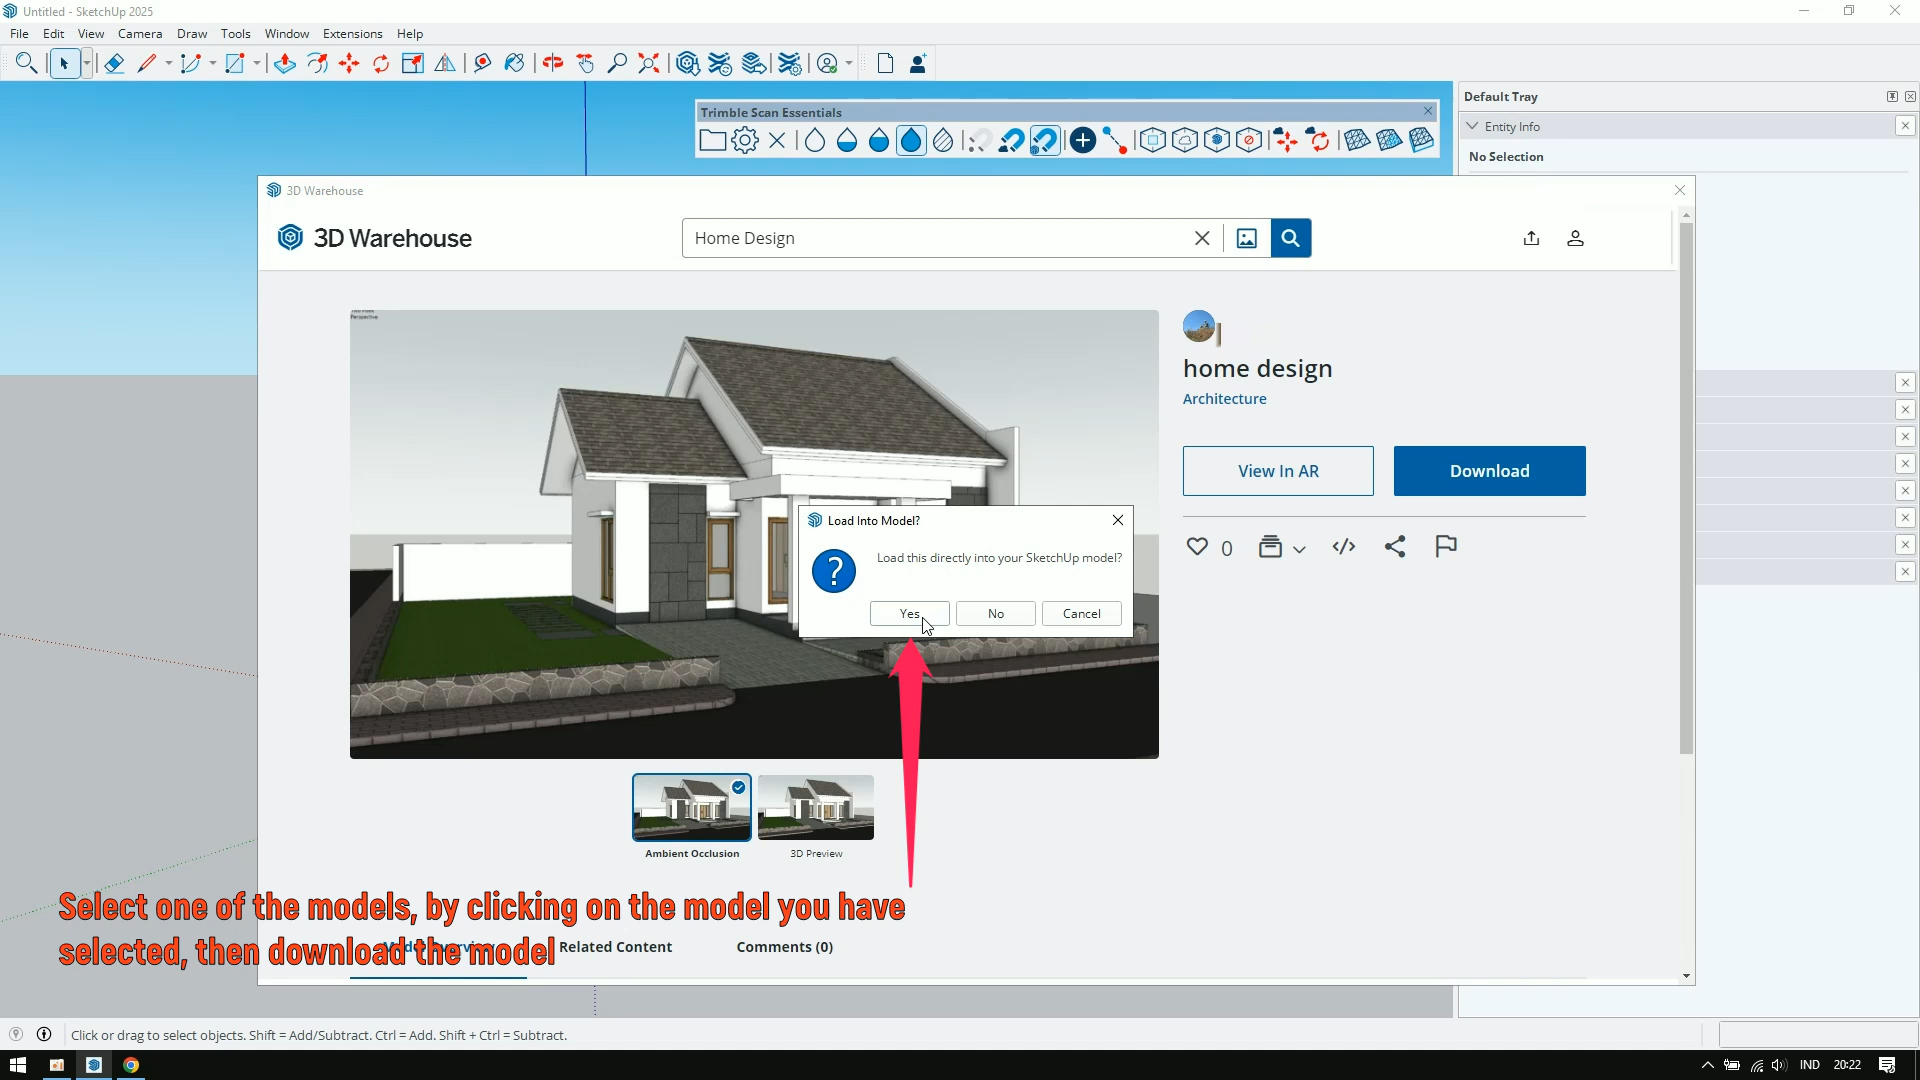 Untitled - SketchUp 2025
File Edit View Camera Draw Tools Window Extensions Help
Trimble Scan Essentials
Default Tray
Entity Info
No Selection
3D Warehouse
3D Warehouse
Home Design
Perspective
home design
Architecture
View In AR
Download
0
Load Into Model?
Load this directly into your SketchUp model?
Yes No Cancel
Ambient Occlusion
3D Preview
Select one of the models, by clicking on the model you have
selected, then download the model
Related Content
Comments (0)
Click or drag to select objects. Shift = Add/Subtract. Ctrl = Add. Shift + Ctrl = Subtract.
IND 20:22